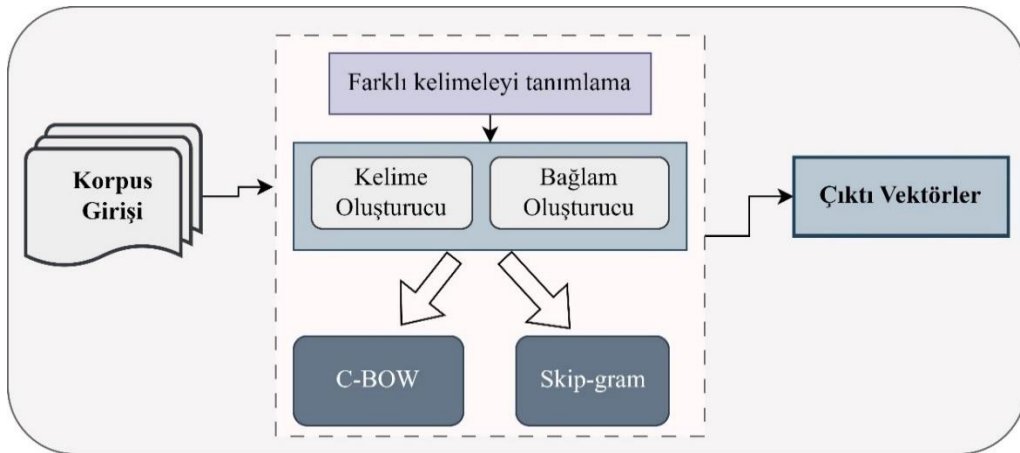 Farklı kelimeleyi tanımlama
Korpus
Girişi
Kelime
Oluşturucu
Bağlam
Oluşturucu
Çıktı Vektörler
C-BOW
Skip-gram